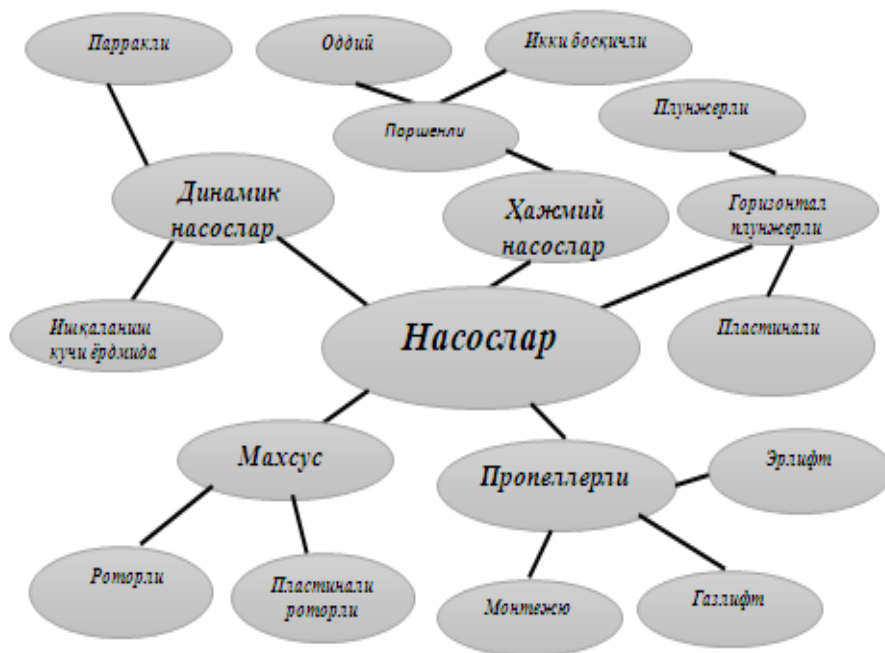 Парракли
Оддий
Икки босқичли
Поршенли
Плунжерли
Динамик
насослар
Ҳажмий
насослар
Горизонтал
плунжерли
Ишқаланиш
кучи ёрдмида
Насослар
Пластинали
Махсус
Пропеллерли
Эрлифт
Роторли
Пластинали
роторли
Монтежю
Газлифт